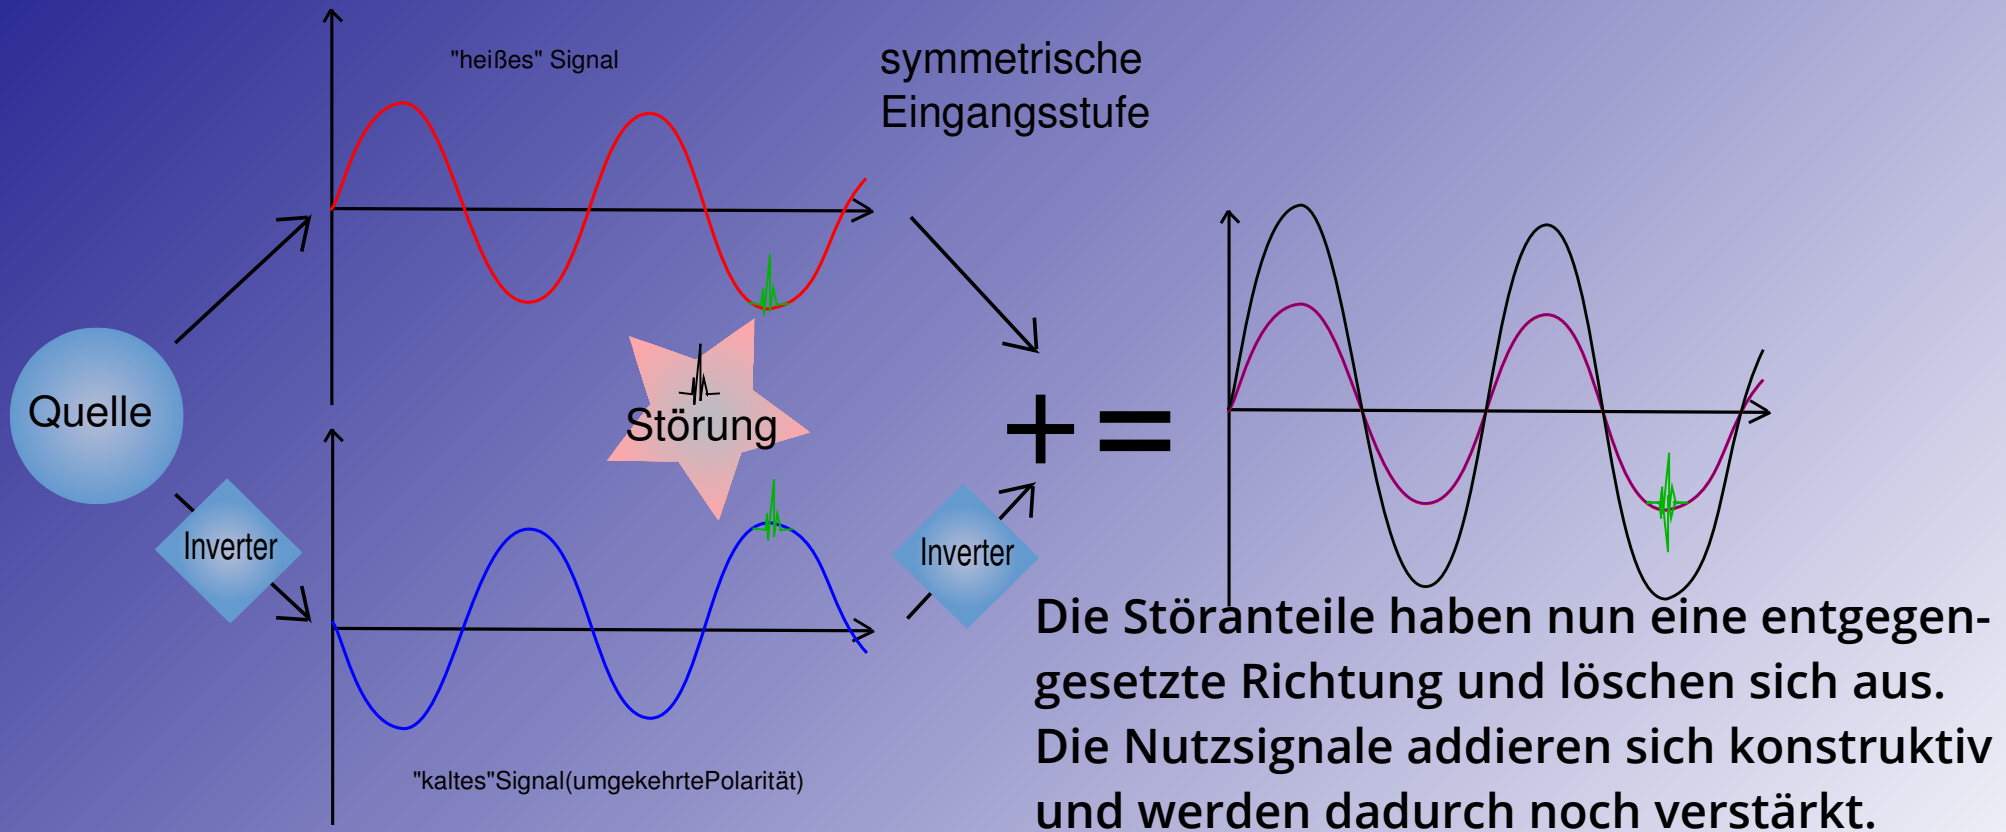 "heißes" Signal
symmetrische
Eingangsstufe
Quelle
Störung
Inverter
Inverter
+ =
"kaltes"Signal(umgekehrtePolarität)
Die Störanteile haben nun eine entgegen-
gesetzte Richtung und löschen sich aus.
Die Nutzsignale addieren sich konstruktiv
und werden dadurch noch verstärkt.